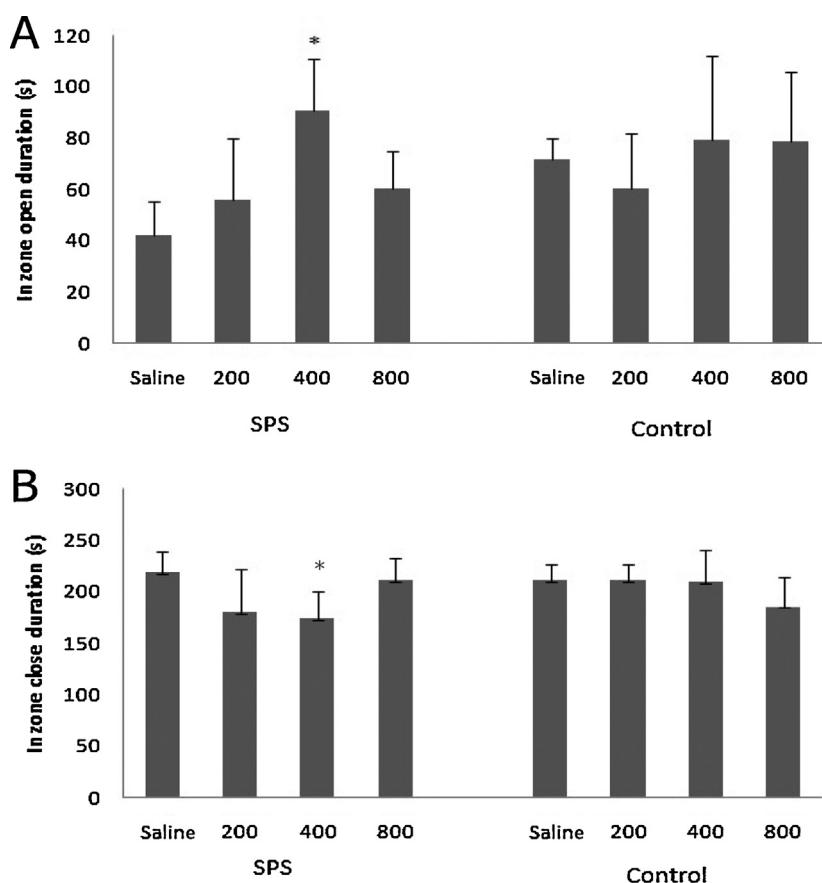 A
In zone open duration (s)
120
100
80
60
40
20
0
*
Saline 200 400 800 Saline 200 400 800
SPS Control
B
In zone close duration (s)
300
250
200
150
100
50
0
*
Saline 200 400 800 Saline 200 400 800
SPS Control